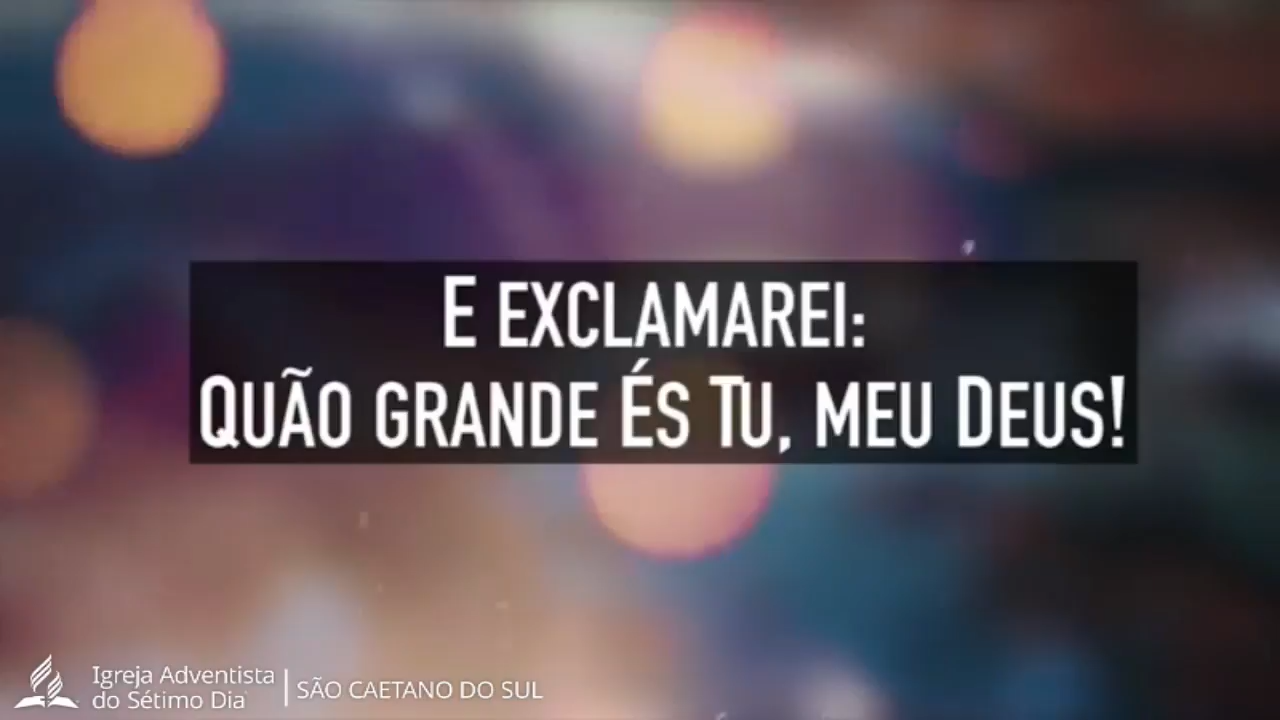 E EXCLAMAREI:
QUÃO GRANDE ÉS TU, MEU DEUS!
Igreja Adventista
do Sétimo Dia
SÃO CAETANO DO SUL